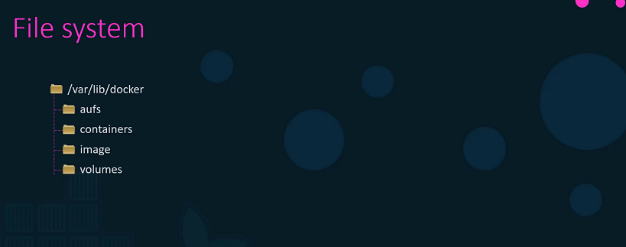 File system
/var/lib/docker
aufs
containers
image
volumes